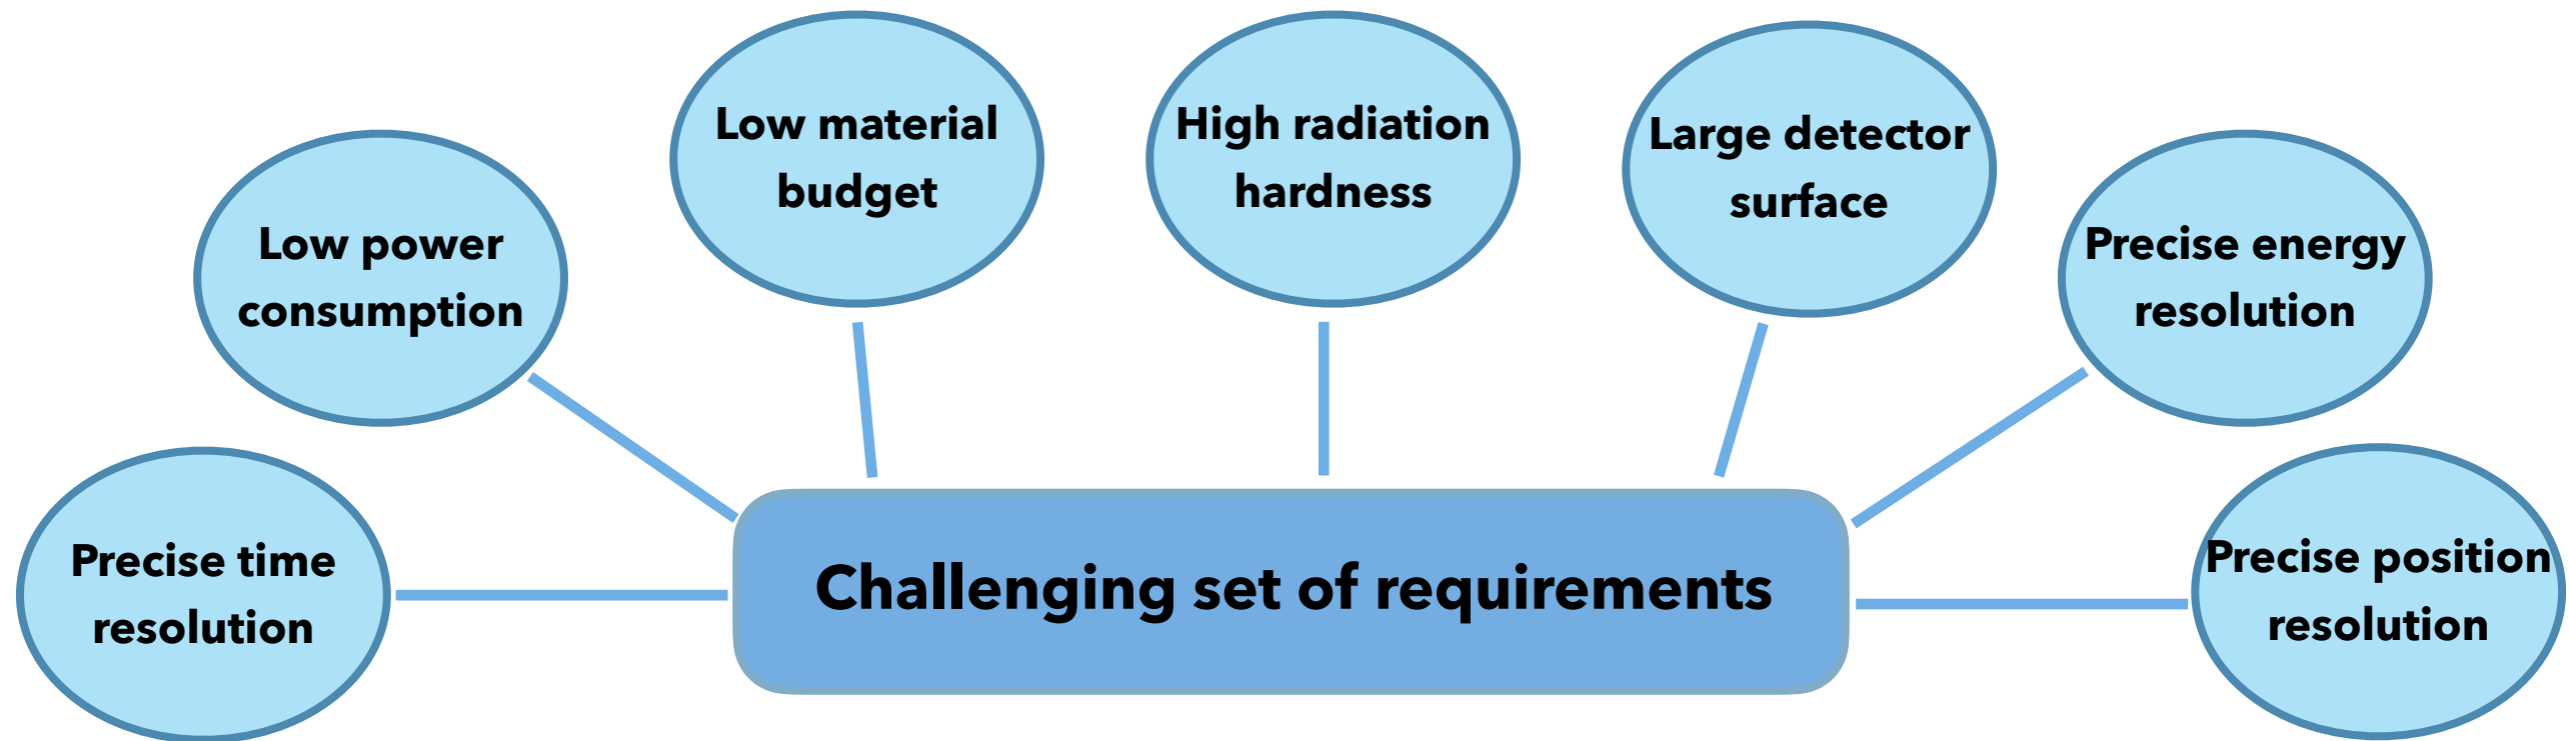 Low material
budget
High radiation
hardness
Large detector
surface
Low power
consumption
Precise energy
resolution
Precise time
resolution
Challenging set of requirements
Precise position
resolution